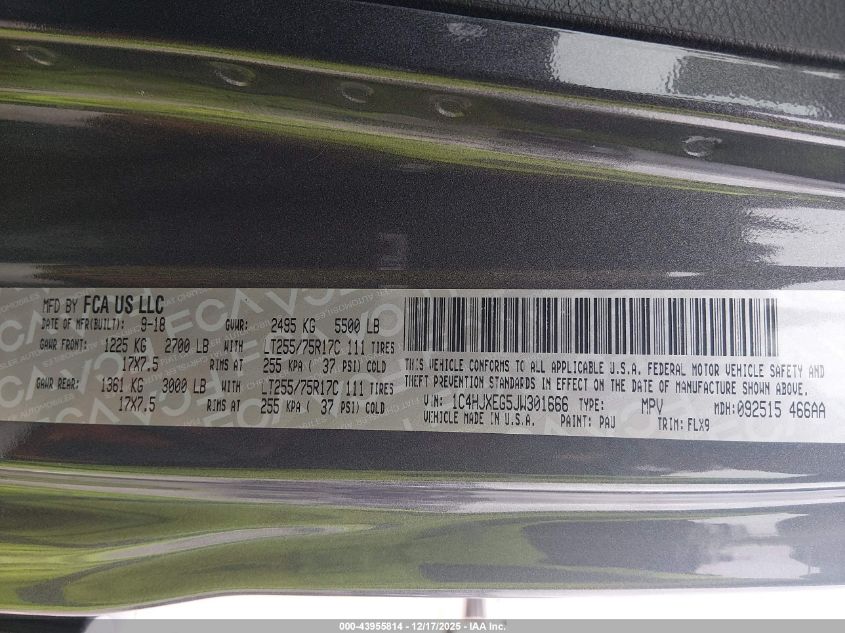 MFD BY FCA US LLC
DATE OF MFR(BUILT): 9-18 GVWR: 2495 KG 5500 LB
GAWR FRONT: 1225 KG 2700 LB WITH LT255/75R17C 111 TIRES
17X7.5 RIMS AT 255 KPA ( 37 PSI) COLD
GAWR REAR: 1361 KG 3000 LB WITH LT255/75R17C 111 TIRES
17X7.5 RIMS AT 255 KPA ( 37 PSI) COLD
THIS VEHICLE CONFORMS TO ALL APPLICABLE U.S.A. FEDERAL MOTOR VEHICLE SAFETY AND
THEFT PREVENTION STANDARDS IN EFFECT ON THE DATE OF MANUFACTURE SHOWN ABOVE.
VIN: 1C4HJXEG5JW301666 TYPE: MPV MDH: 092515 466AA
VEHICLE MADE IN U.S.A. PAINT: PAU TRIM: FLX9
000-43955814 - 12/17/2025 - IAA Inc.